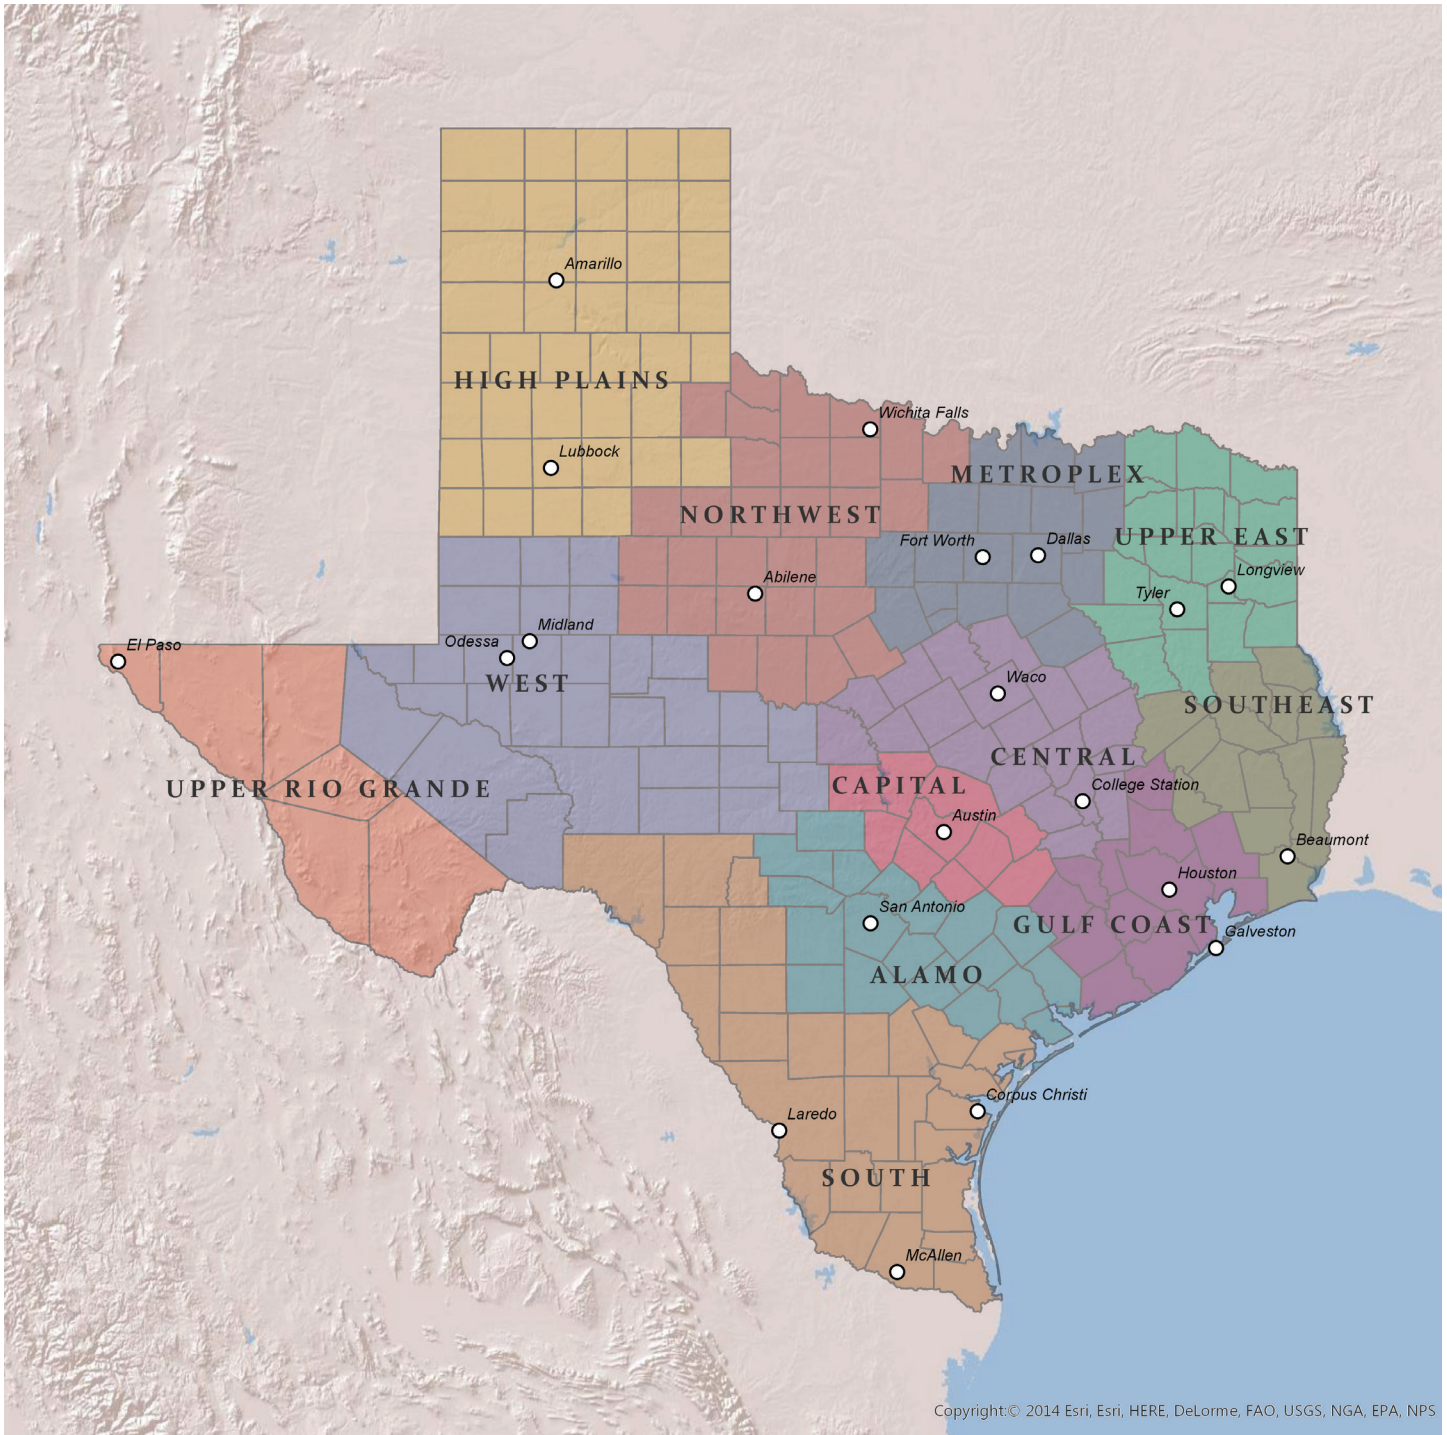 Amarillo
HIGH PLAINS
Wichita Falls
Lubbock
METROPLEX
NORTHWEST
UPPER EAST
Fort Worth
Dallas
Longview
Abilene
Tyler
Midland
Odessa
El Paso
WEST
Waco
SOUTHEAST
CENTRAL
UPPER RIO GRANDE
CAPITAL
College Station
Austin
Beaumont
Houston
San Antonio
GULF COAST
Galveston
ALAMO
Corpus Christi
Laredo
SOUTH
McAllen
Copyright:© 2014 Esri, Esri, HERE, DeLorme, FAO, USGS, NGA, EPA, NPS